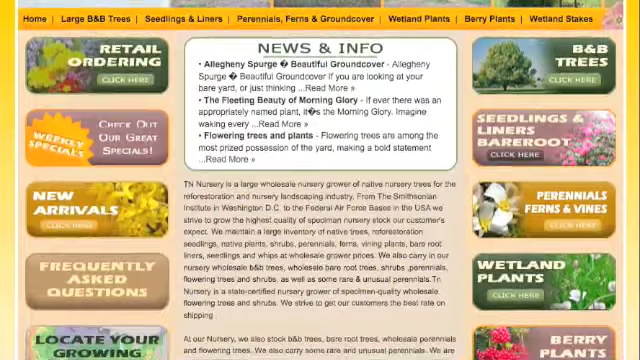 Home | Large B&B Trees | Seedlings & Liners | Perennials, Ferns & Groundcover | Wetland Plants | Berry Plants | Wetland Stakes
RETAIL
ORDERING
CLICK HERE
WEEKLY
SPECIALS
CHECK OUT
OUR GREAT
SPECIALS!
NEW
ARRIVALS
CLICK HERE
FREQUENTLY
ASKED
QUESTIONS
LOCATE YOUR
GROWING
NEWS & INFO
• Allegheny Spurge � Beautiful Groundcover - Allegheny
Spurge � Beautiful Groundcover If you are looking at your
bare yard, or just thinking ...Read More »
• The Fleeting Beauty of Morning Glory - If ever there was an
appropriately named plant, it�s the Morning Glory. Imagine
waking every ...Read More »
• Flowering trees and plants - Flowering trees are among the
most prized possession of the yard, making a bold statement
...Read More »
TN Nursery is a large wholesale nursery grower of native nursery trees for the
reforestation and nursery landscaping industry. From The Smithsonian
Institute in Washington D.C. to the Federal Air Force Bases in the USA we
strive to grow the highest quality of specimen nursery stock our customer's
expect. We maintain a large inventory of native trees, reforestation
seedlings, native plants, shrubs, perennials, ferns, vining plants, bare root
liners, seedlings and whips at wholesale grower prices. We also carry in our
nursery wholesale b&b trees, wholesale bare root trees, shrubs ,perennials,
flowering trees and shrubs, as well as some rare & unusual perennials.Tn
Nursery is a state-certified nursery grower of specimen-quality wholesale
flowering trees and shrubs. We strive to get our customers the best rate on
shipping
At our Nursery, we also stock b&b trees, bare root trees, wholesale perennials
and flowering trees. We also carry some rare and unusual perennials. We are
B&B
TREES
CLICK HERE
SEEDLINGS &
LINERS
BAREROOT
CLICK HERE
PERENNIALS
FERNS & VINES
CLICK HERE
WETLAND
PLANTS
CLICK HERE
BERRY
PLANTS